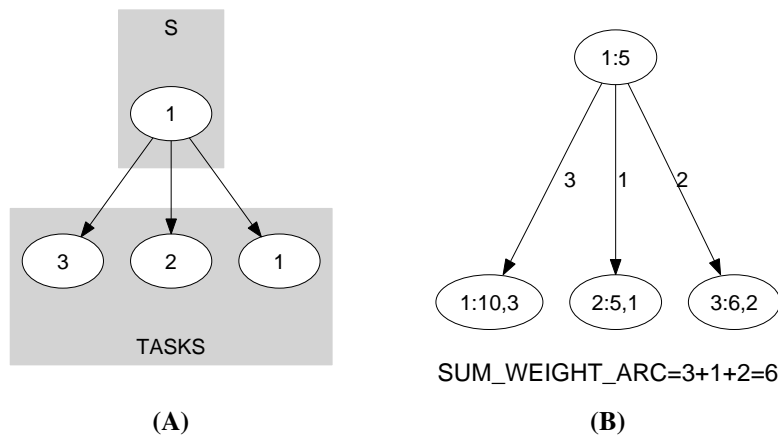 S
1
3 2 1
TASKS
(A)
1:5
3 1 2
1:10,3 2:5,1 3:6,2
SUM_WEIGHT_ARC=3+1+2=6
(B)